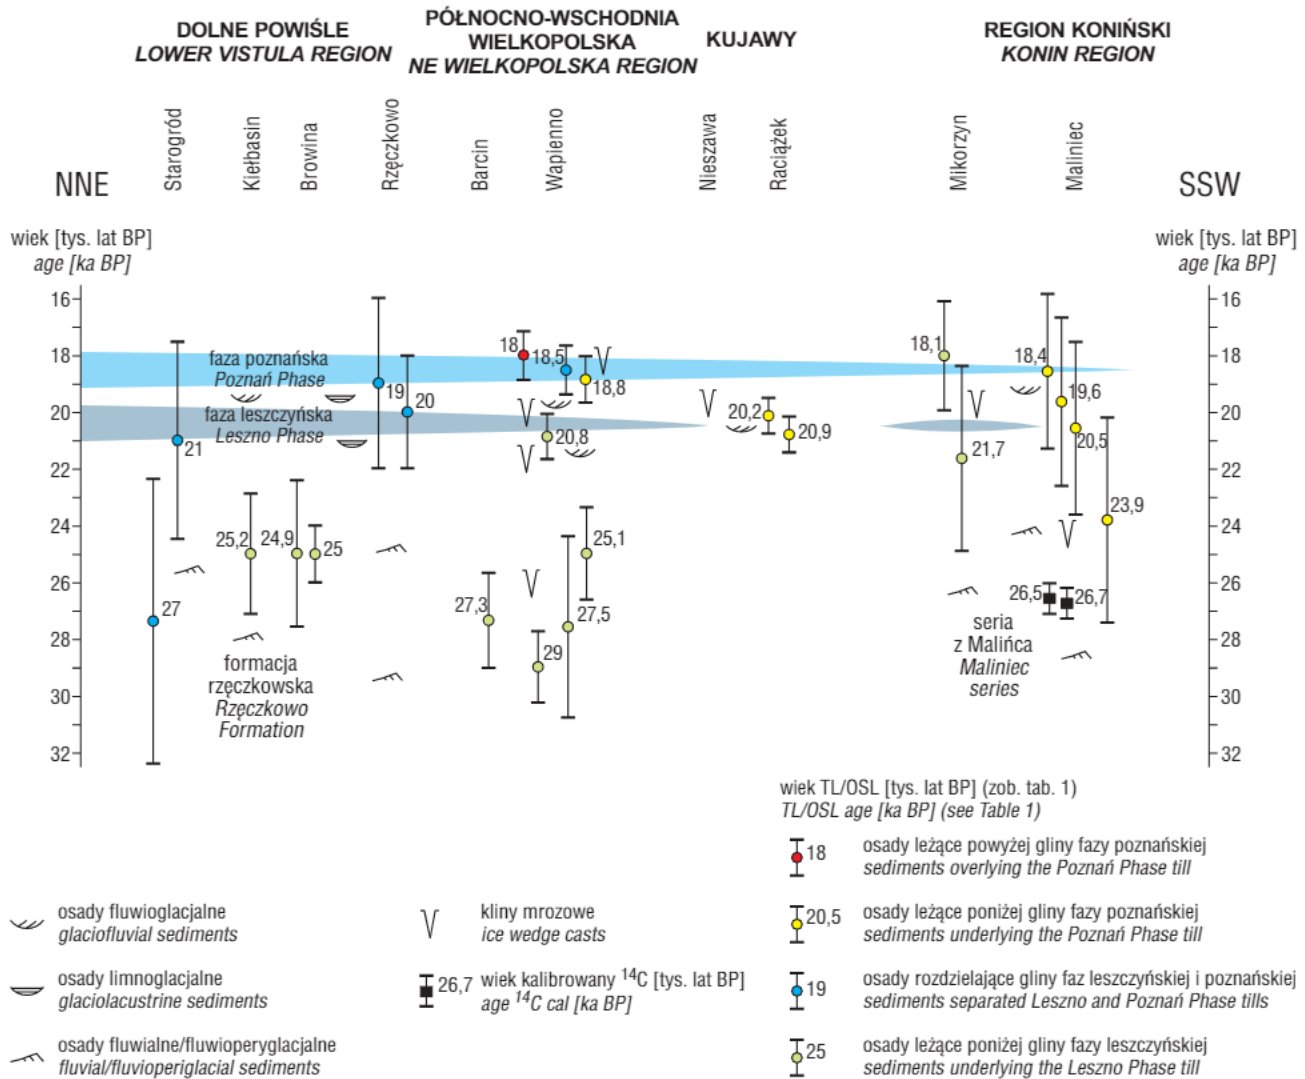 DOLNE POWIŚLE
LOWER VISTULA REGION
PÓŁNOCNO-WSCHODNIA
WIELKOPOLSKA
NE WIELKOPOLSKA REGION
KUJAWY
REGION KONIŃSKI
KONIN REGION
Starogród
Kiełbasin
Browina
Rzęczkowo
Barcin
Wapienno
Nieszawa
Raciążek
Mikorzyn
Maliniec
NNE
SSW
wiek [tys. lat BP]
age [ka BP]
wiek [tys. lat BP]
age [ka BP]
16
18
20
22
24
26
28
30
32
16
18
20
22
24
26
28
30
32
faza poznańska
Poznań Phase
faza leszczyńska
Leszno Phase
27
21
25,2
24,9
25
19
20
18
18,5
18,8
20,8
27,3
29
27,5
25,1
20,2
20,9
18,1
21,7
18,4
19,6
20,5
23,9
26,5
26,7
formacja
rzęczkowska
Rzęczkowo
Formation
seria
z Malińca
Maliniec
series
wiek TL/OSL [tys. lat BP] (zob. tab. 1)
TL/OSL age [ka BP] (see Table 1)
18
osady leżące powyżej gliny fazy poznańskiej
sediments overlying the Poznań Phase till
20,5
osady leżące poniżej gliny fazy poznańskiej
sediments underlying the Poznań Phase till
19
osady rozdzielające gliny faz leszczyńskiej i poznańskiej
sediments separated Leszno and Poznań Phase tills
25
osady leżące poniżej gliny fazy leszczyńskiej
sediments underlying the Leszno Phase till
osady fluwioglacjalne
glaciofluvial sediments
osady limnoglacjalne
glaciolacustrine sediments
osady fluwialne/fluwioperyglacjalne
fluvial/fluvioperiglacial sediments
kliny mrozowe
ice wedge casts
26,7
wiek kalibrowany 14C [tys. lat BP]
age 14C cal [ka BP]